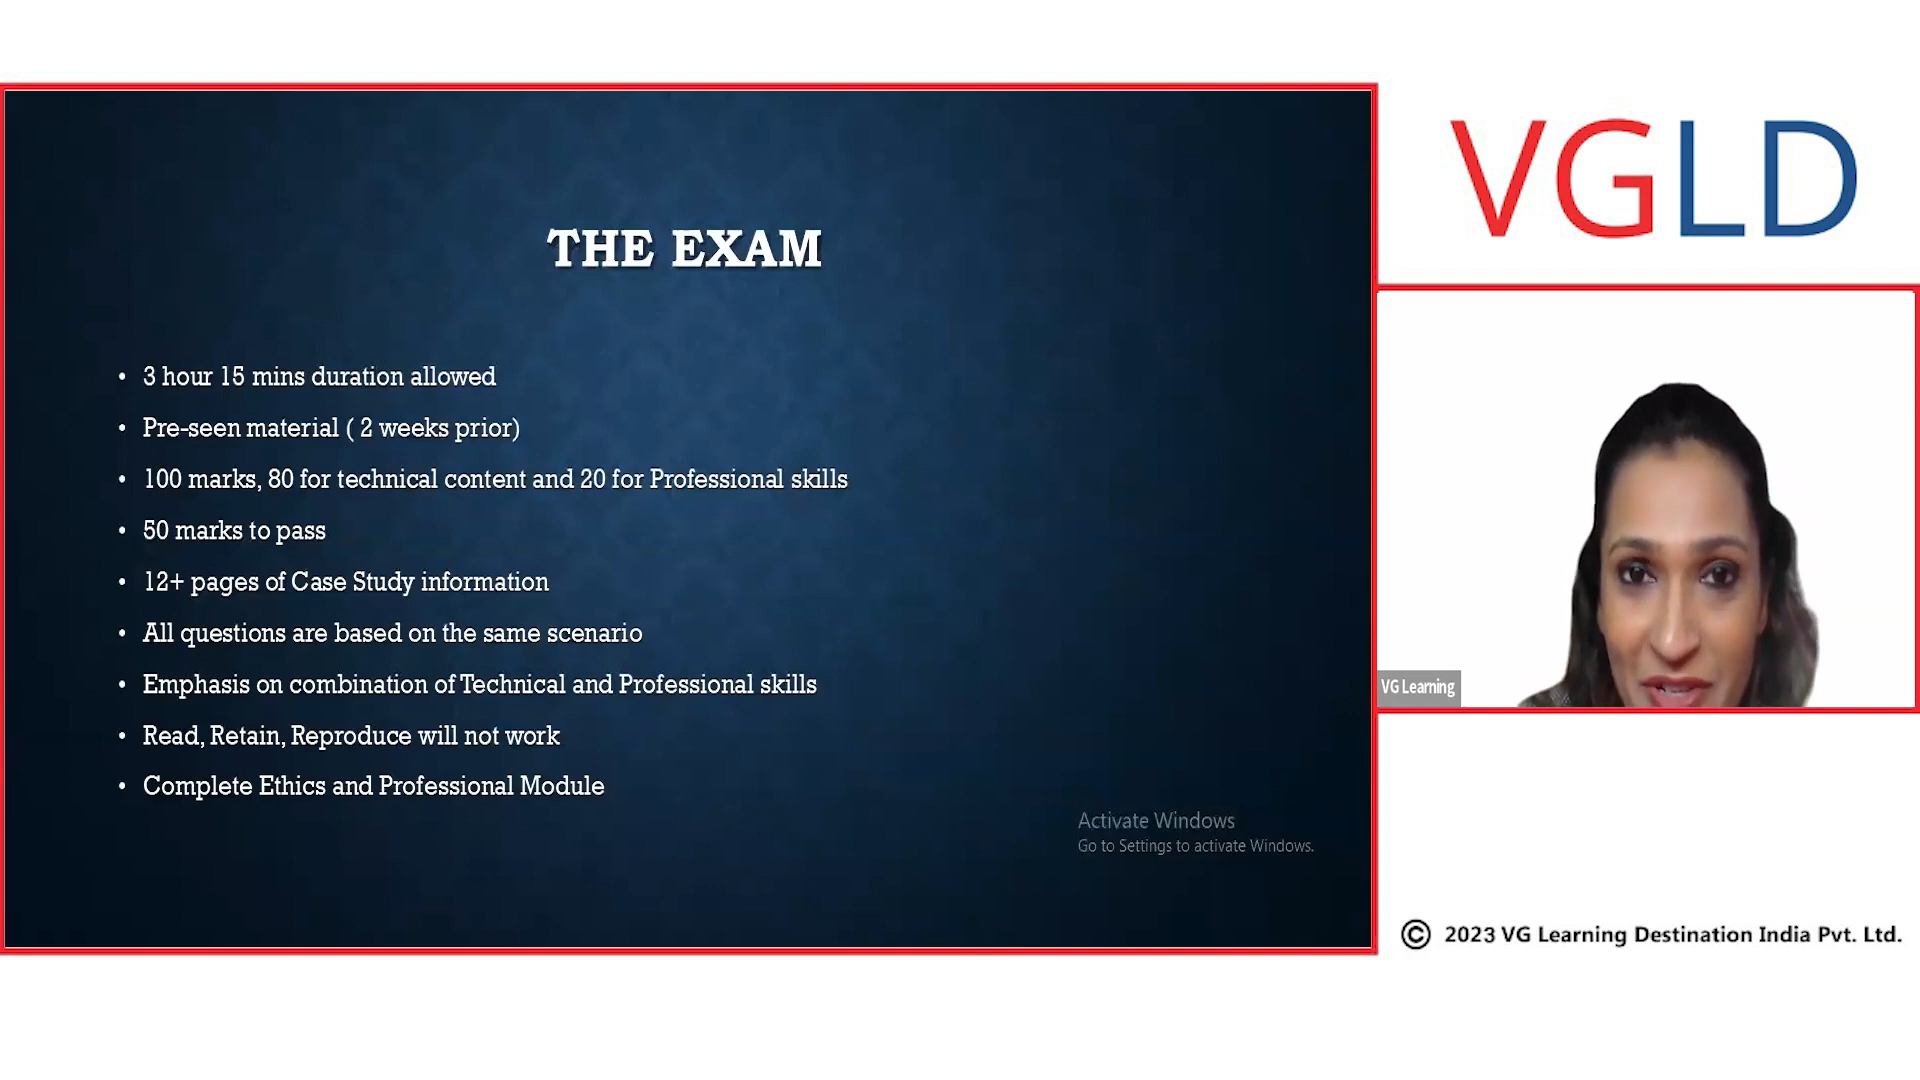 THE EXAM
• 3 hour 15 mins duration allowed
• Pre-seen material ( 2 weeks prior)
• 100 marks, 80 for technical content and 20 for Professional skills
• 50 marks to pass
• 12+ pages of Case Study information
• All questions are based on the same scenario
• Emphasis on combination of Technical and Professional skills
• Read, Retain, Reproduce will not work
• Complete Ethics and Professional Module
Activate Windows
Go to Settings to activate Windows.
VGLD
VG Learning
© 2023 VG Learning Destination India Pvt. Ltd.